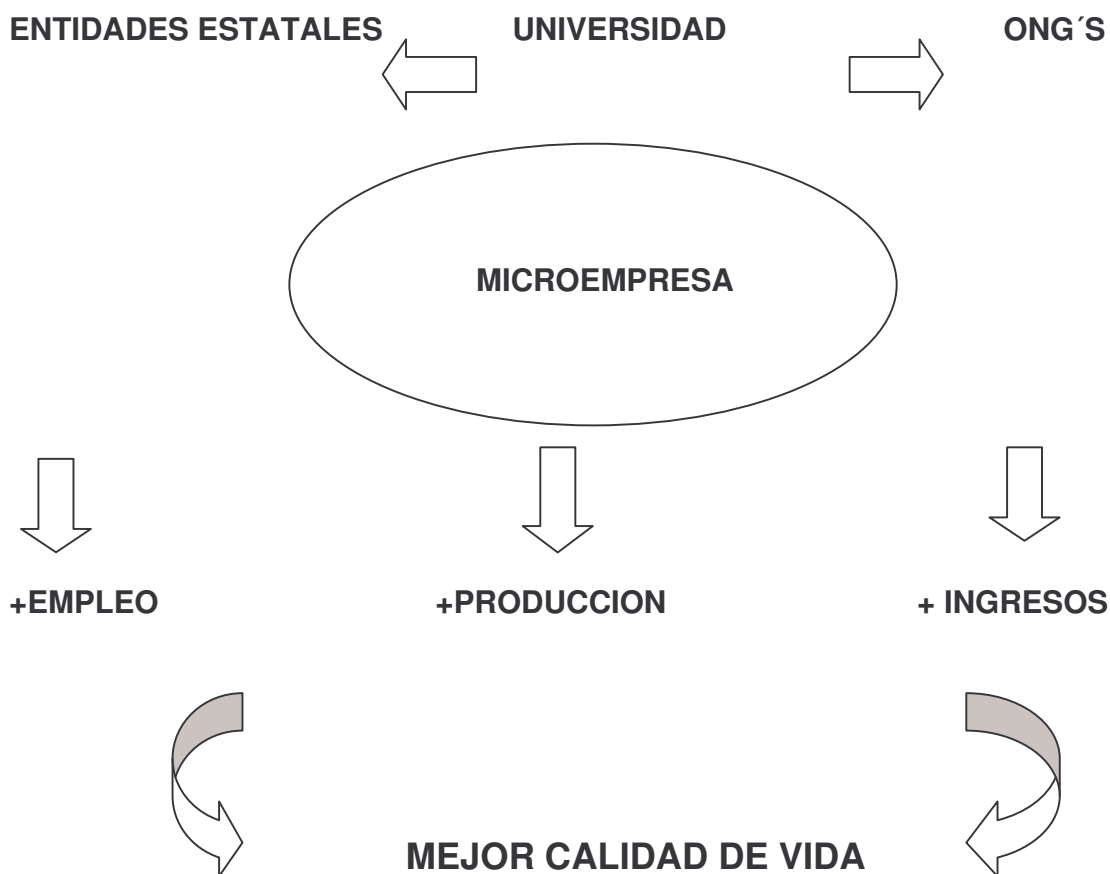 ENTIDADES ESTATALES UNIVERSIDAD ONG´S
MICROEMPRESA
+EMPLEO +PRODUCCION + INGRESOS
MEJOR CALIDAD DE VIDA